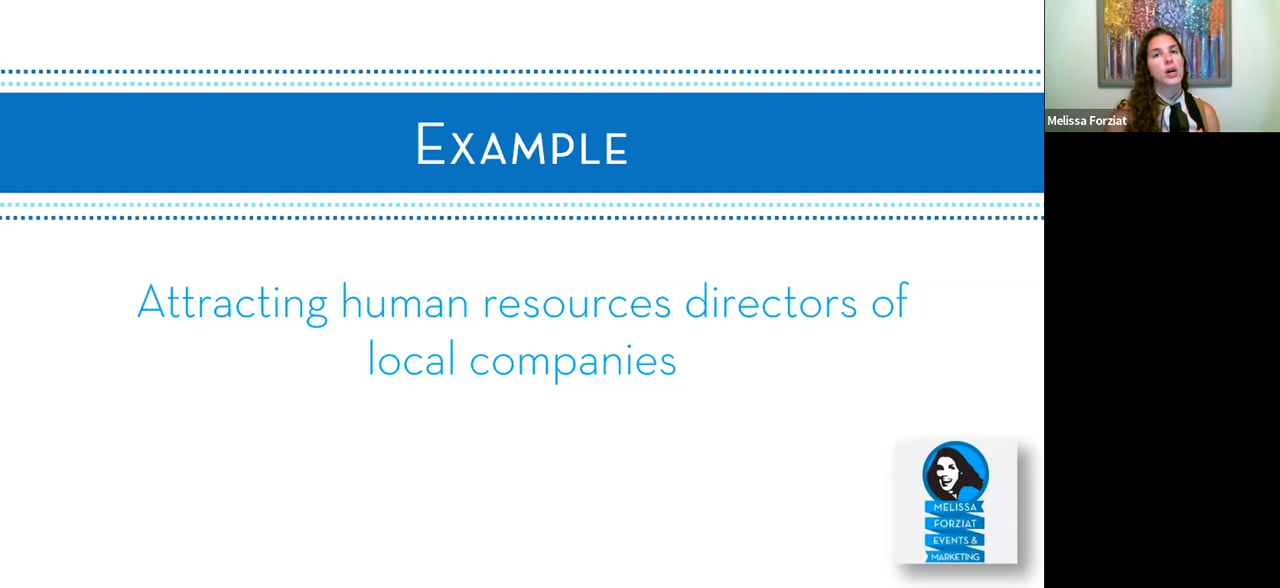 EXAMPLE
Attracting human resources directors of
local companies
Melissa Forziat
MELISSA
FORZIAT
EVENTS &
MARKETING